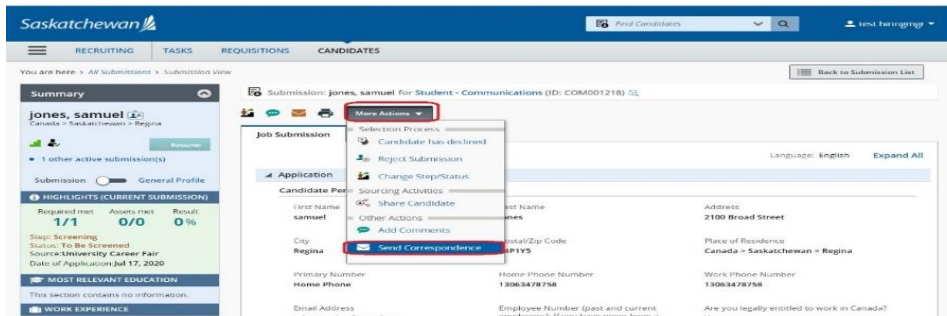 Saskatchewan
Find Candidates
test hiringmgr
RECRUITING TASKS REQUISITIONS CANDIDATES
You are here > All Submissions > Submission View
Back to Submission List
Summary
Submission: jones, samuel for Student - Communications (ID: COM001218)
jones, samuel
Canada > Saskatchewan > Regina
More Actions
Resume
1 other active submission(s)
Submission General Profile
HIGHLIGHTS (CURRENT SUBMISSION)
Required met Assets met Result
1/1 0/0 0%
Step: Screening
Status: To Be Screened
Source: University Career Fair
Date of Application: Jul 17, 2020
MOST RELEVANT EDUCATION
This section contains no information.
WORK EXPERIENCE
Selection Process
Candidate has declined
Reject Submission
Change Step/Status
Sourcing Activities
Share Candidate
Other Actions
Add Comments
Send Correspondence
Job Submission
Language: English Expand All
Application
Candidate Per
First Name
samuel
Address
2100 Broad Street
City
Regina
Postal/Zip Code
Place of Residence
Canada > Saskatchewan > Regina
Primary Number
Home Phone
Home Phone Number
13063478758
Work Phone Number
13063478758
Email Address
Employee Number (past and current
Are you legally entitled to work in Canada?